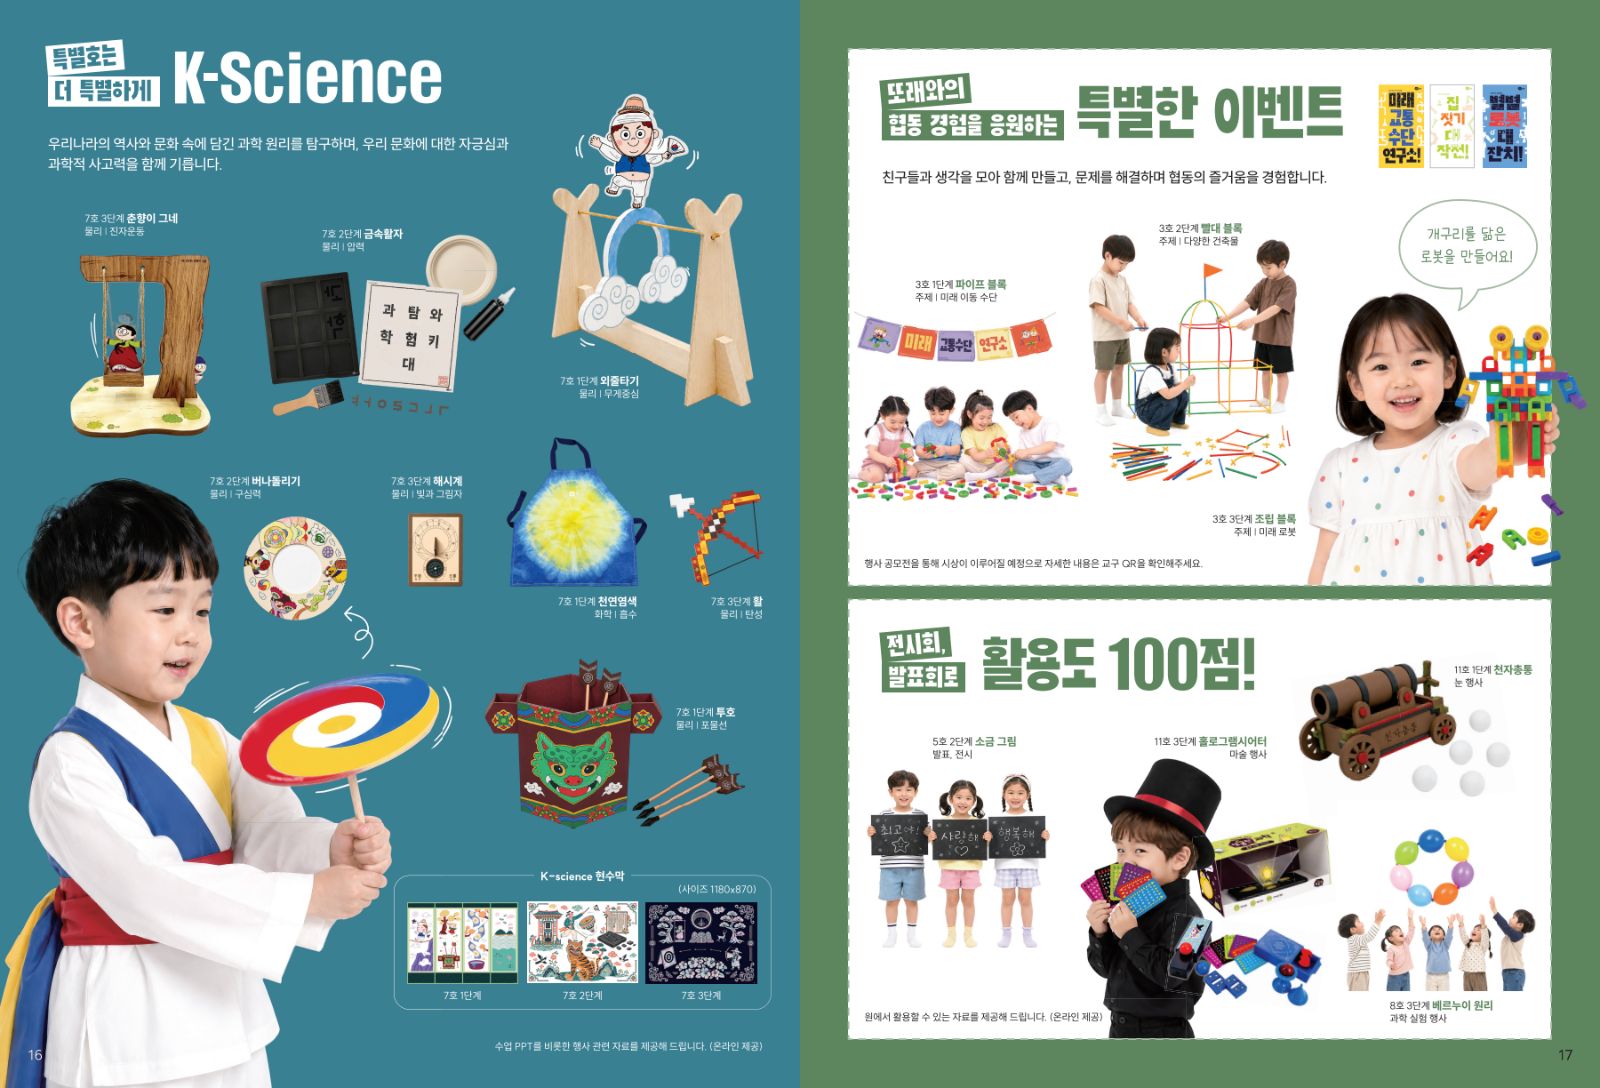 특별호는
더 특별하게
K-Science
우리나라의 역사와 문화 속에 담긴 과학 원리를 탐구하며, 우리 문화에 대한 자긍심과
과학적 사고력을 함께 기릅니다.
7호 3단계 춘향이 그네
물리 | 진자운동
7호 2단계 금속활자
물리 | 압력
과 탐 와
학 험 키
대
7호 1단계 외줄타기
물리 | 무게중심
7호 2단계 버나돌리기
물리 | 구심력
7호 3단계 해시계
물리 | 빛과 그림자
7호 1단계 천연염색
화학 | 흡수
7호 3단계 활
물리 | 탄성
7호 1단계 투호
물리 | 포물선
K-science 현수막
(사이즈 1180x870)
7호 1단계
7호 2단계
7호 3단계
수업 PPT를 비롯한 행사 관련 자료를 제공해 드립니다. (온라인 제공)
16
또래와의
협동 경험을 응원하는
특별한 이벤트
미래
교통
수단
연구소!
집
짓기
대
작전!
별별
로봇
대
잔치!
친구들과 생각을 모아 함께 만들고, 문제를 해결하며 협동의 즐거움을 경험합니다.
3호 2단계 빨대 블록
주제 | 다양한 건축물
개구리를 닮은
로봇을 만들어요!
3호 1단계 파이프 블록
주제 | 미래 이동 수단
미래 교통수단 연구소
3호 3단계 조립 블록
주제 | 미래 로봇
행사 공모전을 통해 시상이 이루어질 예정으로 자세한 내용은 교구 QR을 확인해주세요.
전시회,
발표회로
활용도 100점!
11호 1단계 천자총통
눈 행사
천자총통
5호 2단계 소금 그림
발표, 전시
최고야!
사랑해
행복해
11호 3단계 홀로그램시어터
마술 행사
8호 3단계 베르누이 원리
과학 실험 행사
원에서 활용할 수 있는 자료를 제공해 드립니다. (온라인 제공)
17